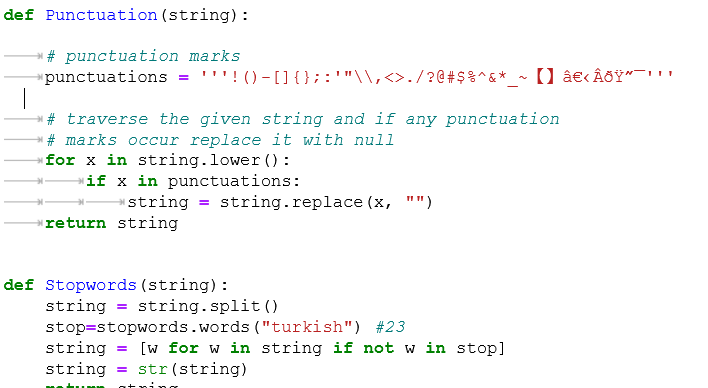 def Punctuation(string):
# punctuation marks
punctuations = '''!()-[]{};:'"\\,<>./?@#$%^&*_~【】â€‹ÂðŸ˜¯'''
# traverse the given string and if any punctuation
# marks occur replace it with null
for x in string.lower():
if x in punctuations:
string = string.replace(x, "")
return string
def Stopwords(string):
string = string.split()
stop=stopwords.words("turkish") #23
string = [w for w in string if not w in stop]
string = str(string)
return string